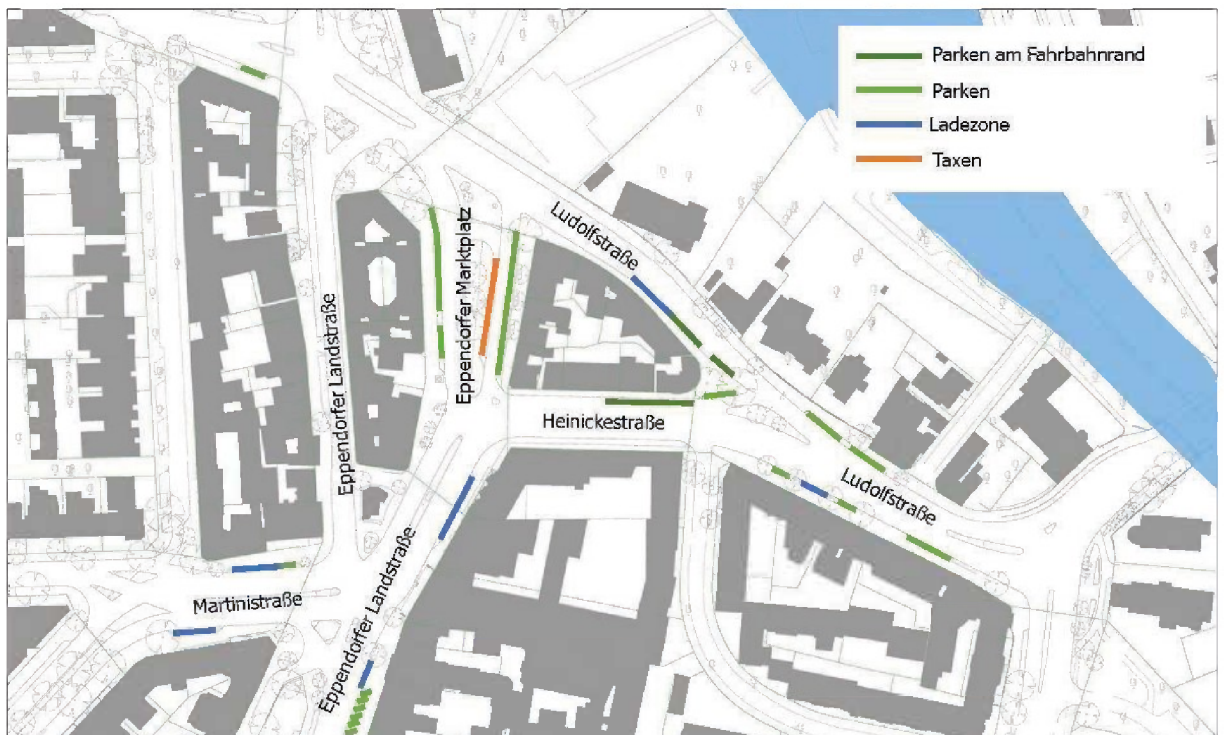 Parken am Fahrbahnrand
Parken
Ladezone
Taxen
Ludolfstraße
Eppendorfer Marktplatz
Eppendorfer Landstraße
Heinickestraße
Ludolfstraße
Martinistraße
Eppendorfer Landstraße